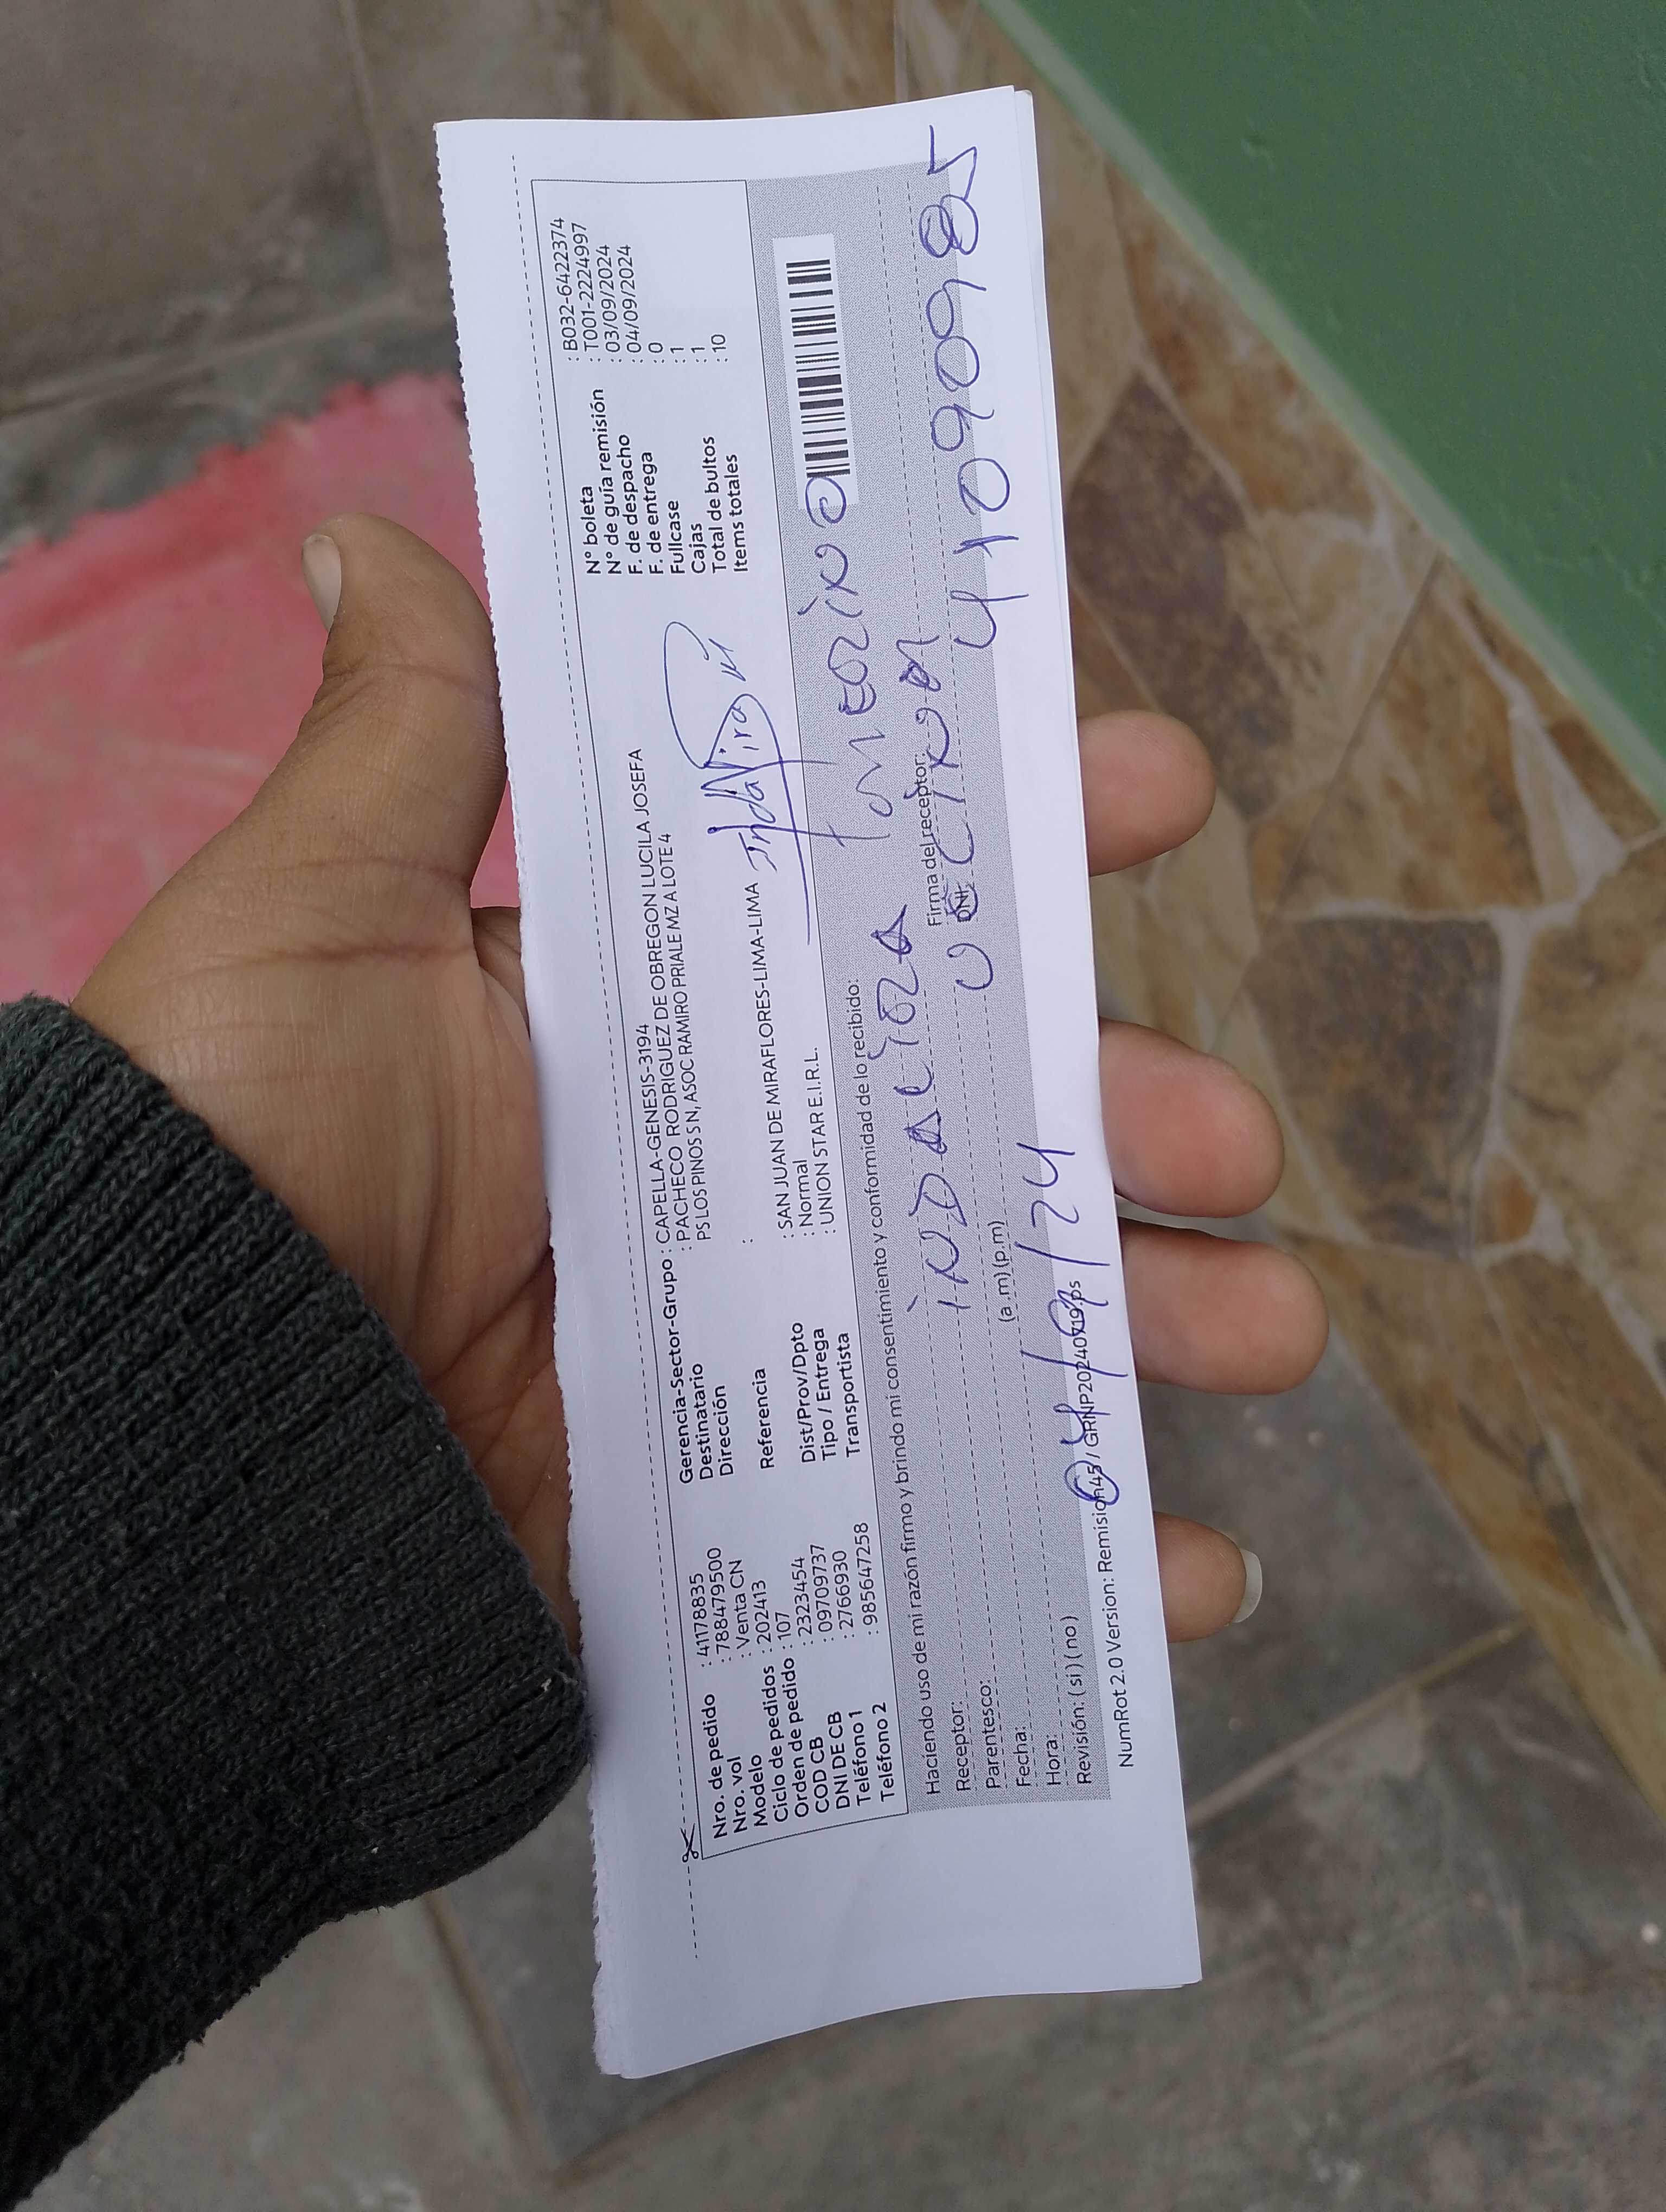 Nro. de pedido : 41178835
Nro. vol : 788479500
Modelo : Venta CN
Ciclo de pedidos : 202413
Orden de pedido : 107
COD CB : 2323454
DNI DE CB : 09709737
Teléfono 1 : 2766930
Teléfono 2 : 985647258
Gerencia-Sector-Grupo : CAPELLA-GENESIS-3194
Destinatario : PACHECO RODRIGUEZ DE OBREGON LUCILA JOSEFA
Dirección PS LOS PINOS S N, ASOC RAMIRO PRIALE MZ A LOTE 4
Referencia :
Dist/Prov/Dpto : SAN JUAN DE MIRAFLORES-LIMA-LIMA
Tipo / Entrega : Normal
Transportista : UNION STAR E.I.R.L.
N° boleta : B032-6422374
N° de guía remisión : T001-2224997
F. de despacho : 03/09/2024
F. de entrega : 04/09/2024
Fullcase : 0
Cajas : 1
Total de bultos : 1
Items totales : 10
Haciendo uso de mi razón firmo y brindo mi consentimiento y conformidad de lo recibido:
Receptor:
Parentesco:
Firma del receptor:
DNI:
41090985
Fecha:
(a.m) (p.m)
Hora:
04/09/24
Revisión: (si) (no)
NumRot 2.0 Version: Remision45 / GRNP20240719.ps